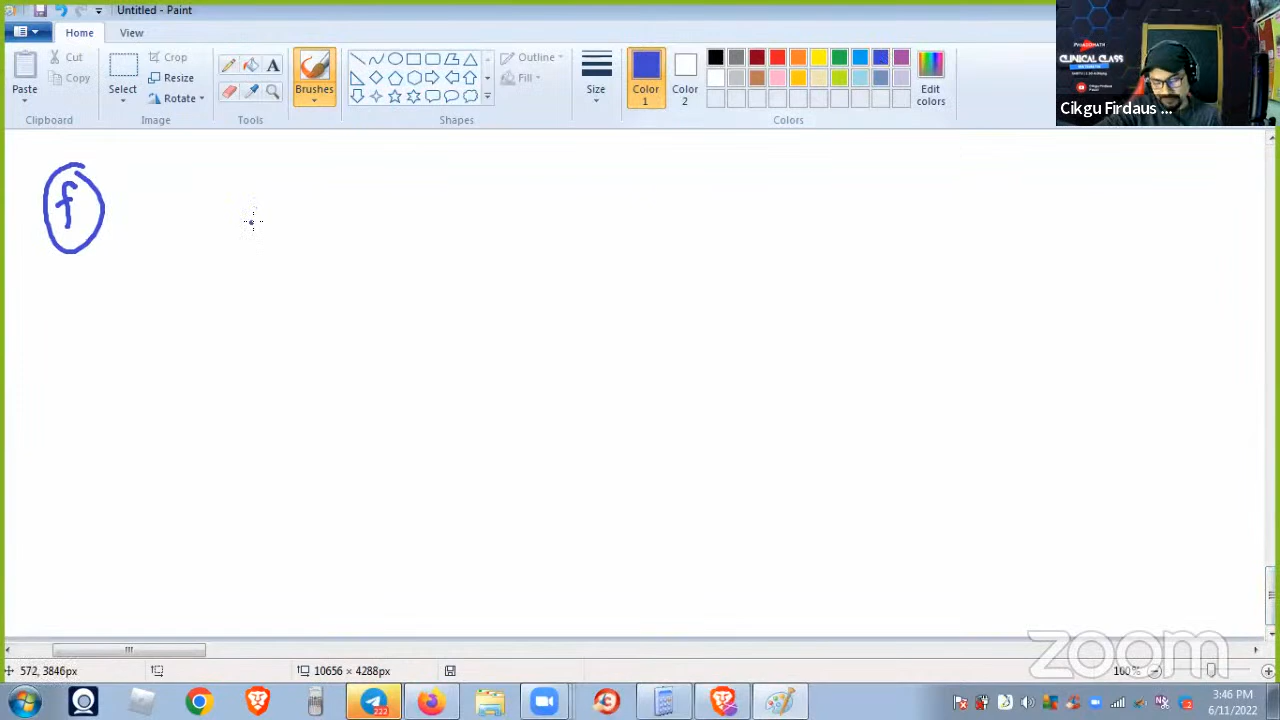 Untitled - Paint
Home
View
Paste
Cut
Copy
Clipboard
Select
Crop
Resize
Rotate
Image
A
Tools
Brushes
Shapes
Outline
Fill
Size
Color
1
Color
2
Edit
colors
Colors
CLINICAL CLASS
Cikgu Firdaus ...
f
zoom
572, 3846px
10656 × 4288px
100%
3:46 PM
6/11/2022